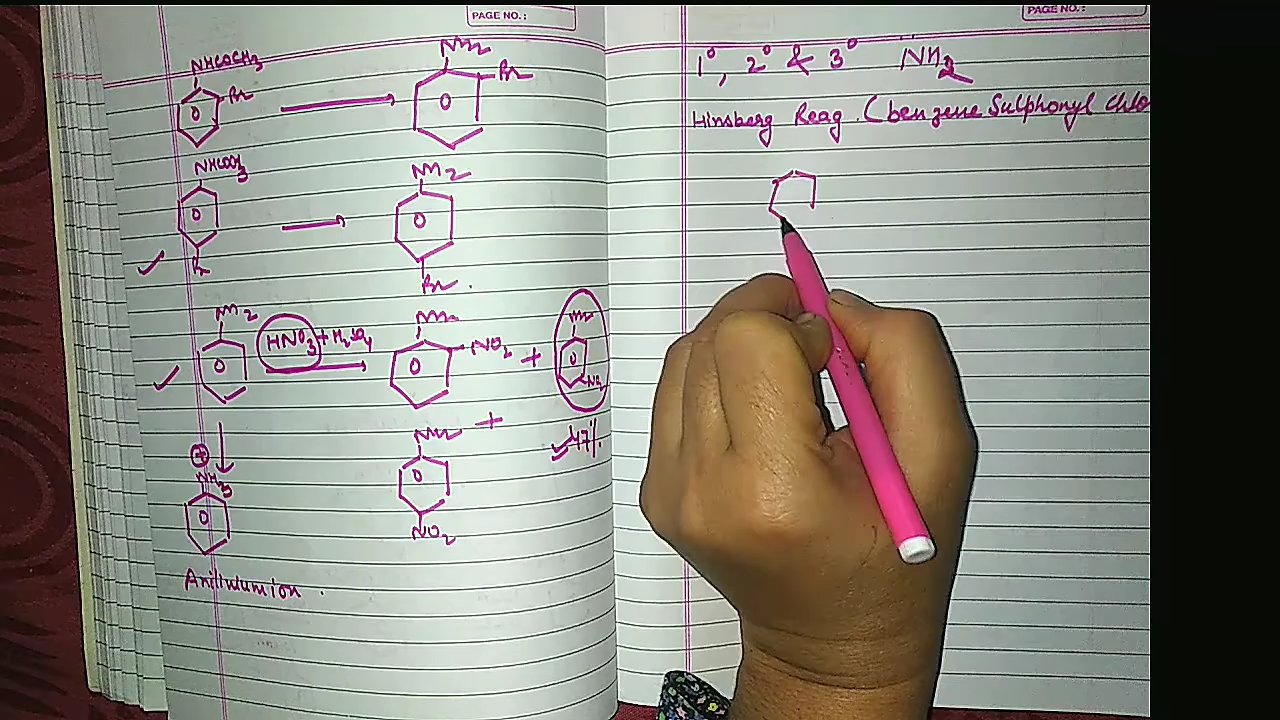 PAGE NO.:
NHCOCH3
Br
NH2
Br
NHCOCH3
Br
NH2
Br
NH2
HNO3 + H2SO4
NH2
NO2
+
NH2
NO2
47%
+
NH2
NO2
+
NH3
Anilinium ion
PAGE NO.:
1°, 2° & 3° NH2
Hinsberg Reag. (benzene Sulphonyl Chlo